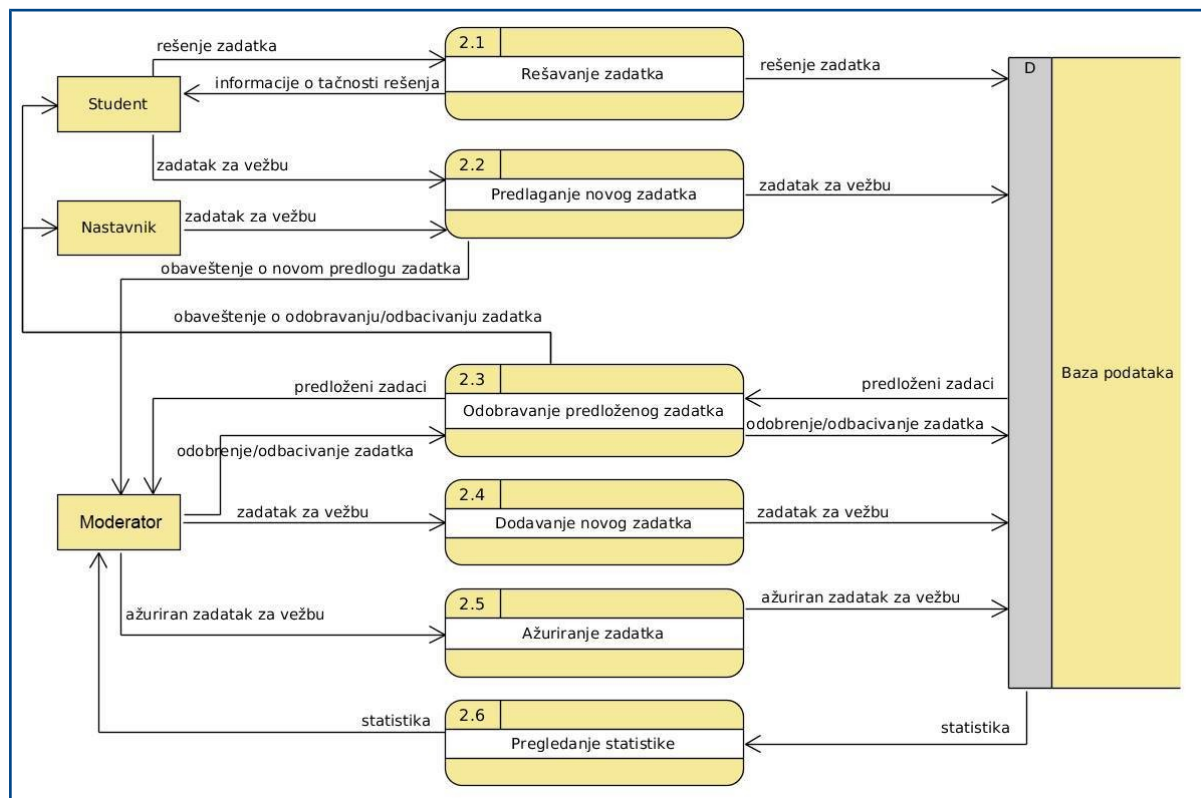 rešenje zadatka
2.1
Rešavanje zadatka
rešenje zadatka
D
informacije o tačnosti rešenja
Student
zadatak za vežbu
2.2
Predlaganje novog zadatka
zadatak za vežbu
Nastavnik
zadatak za vežbu
obaveštenje o novom predlogu zadatka
obaveštenje o odobravanju/odbacivanju zadatka
predloženi zadaci
2.3
Odobravanje predloženog zadatka
predloženi zadaci
Baza podataka
odobrenje/odbacivanje zadatka
odobrenje/odbacivanje zadatka
Moderator
zadatak za vežbu
2.4
Dodavanje novog zadatka
zadatak za vežbu
ažuriran zadatak za vežbu
2.5
Ažuriranje zadatka
ažuriran zadatak za vežbu
statistika
2.6
Pregledanje statistike
statistika